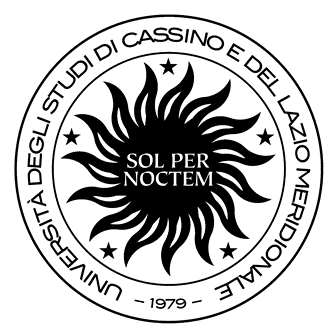 UNIVERSITÀ DEGLI STUDI DI CASSINO E DEL LAZIO MERIDIONALE
SOL PER
NOCTEM
- 1979 -